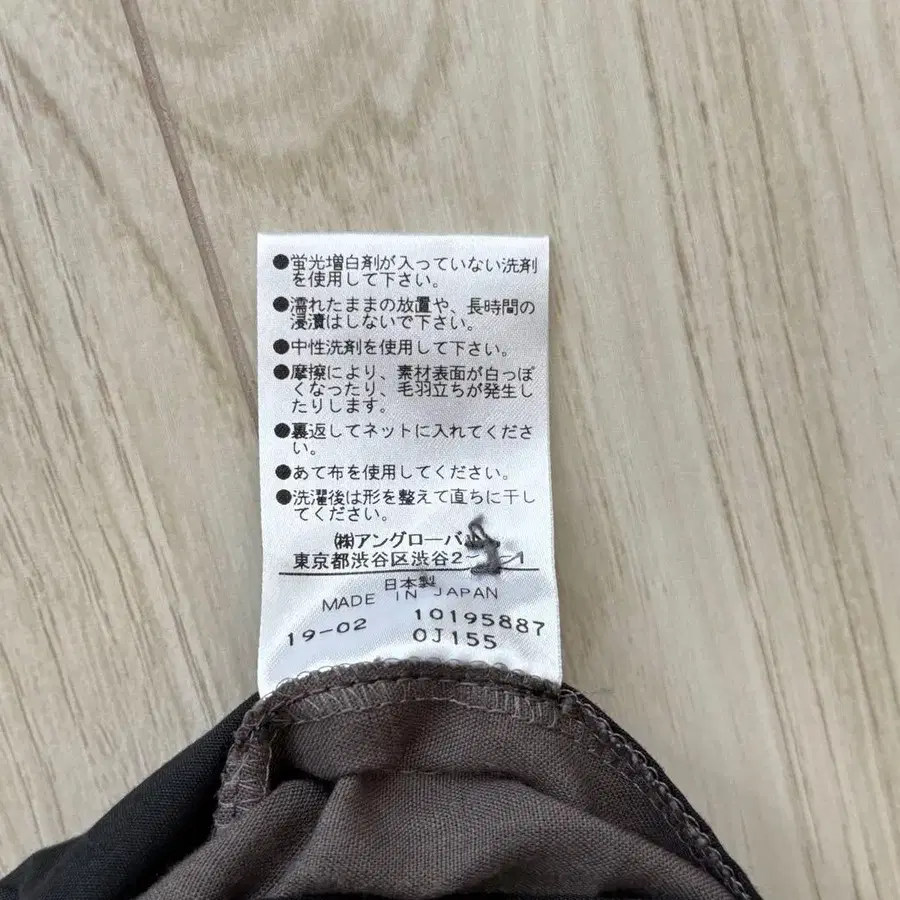 ●蛍光増白剤が入っていない洗剤
を使用して下さい。
●濡れたままの放置や、長時間の
浸漬はしないで下さい。
●中性洗剤を使用して下さい。
●摩擦により、素材表面が白っぽ
くなったり、毛羽立ちが発生し
たりします。
●裏返してネットに入れてくださ
い。
●あて布を使用してください。
●洗濯後は形を整えて直ちに干し
てください。
㈱アングローバル
東京都渋谷区渋谷2-
日本製
MADE IN JAPAN
19-02 10195887
0J155